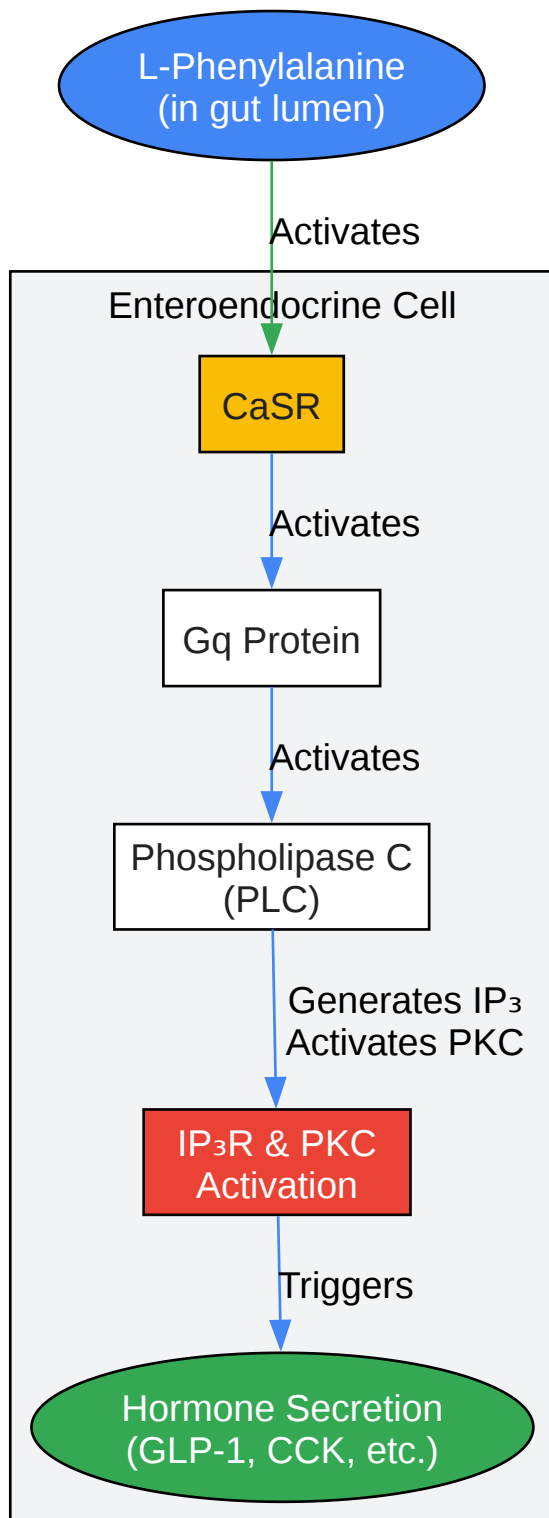 L-Phenylalanine
(in gut lumen)
Activates
Enteroendocrine Cell
CaSR
Activates
Gq Protein
Activates
Phospholipase C
(PLC)
Generates IP₃
Activates PKC
IP₃R & PKC
Activation
Triggers
Hormone Secretion
(GLP-1, CCK, etc.)